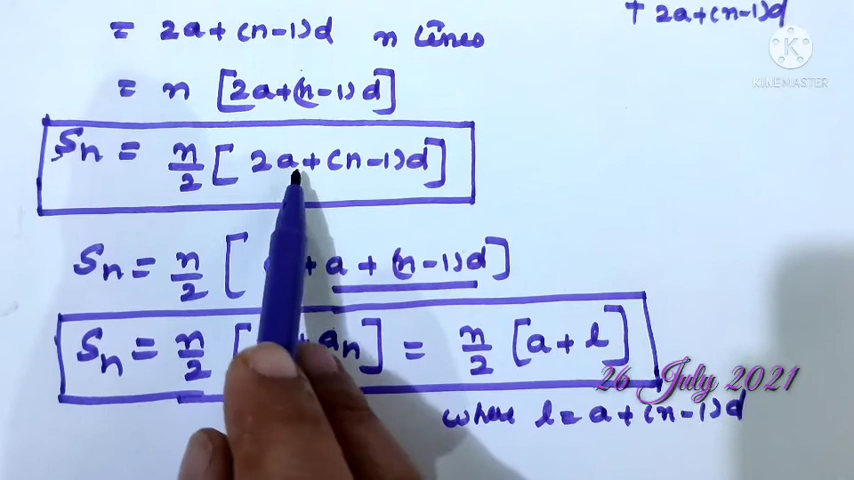 + 2a+(n-1)d
= 2a+(n-1)d n lines
KINEMASTER
= n [2a+(n-1)d]
Sn = n/2 [2a+(n-1)d]
Sn = n/2 [ + a + (n-1)d]
Sn = n/2 [ + an] = n/2 [a+l]
26 July 2021
where l = a+(n-1)d